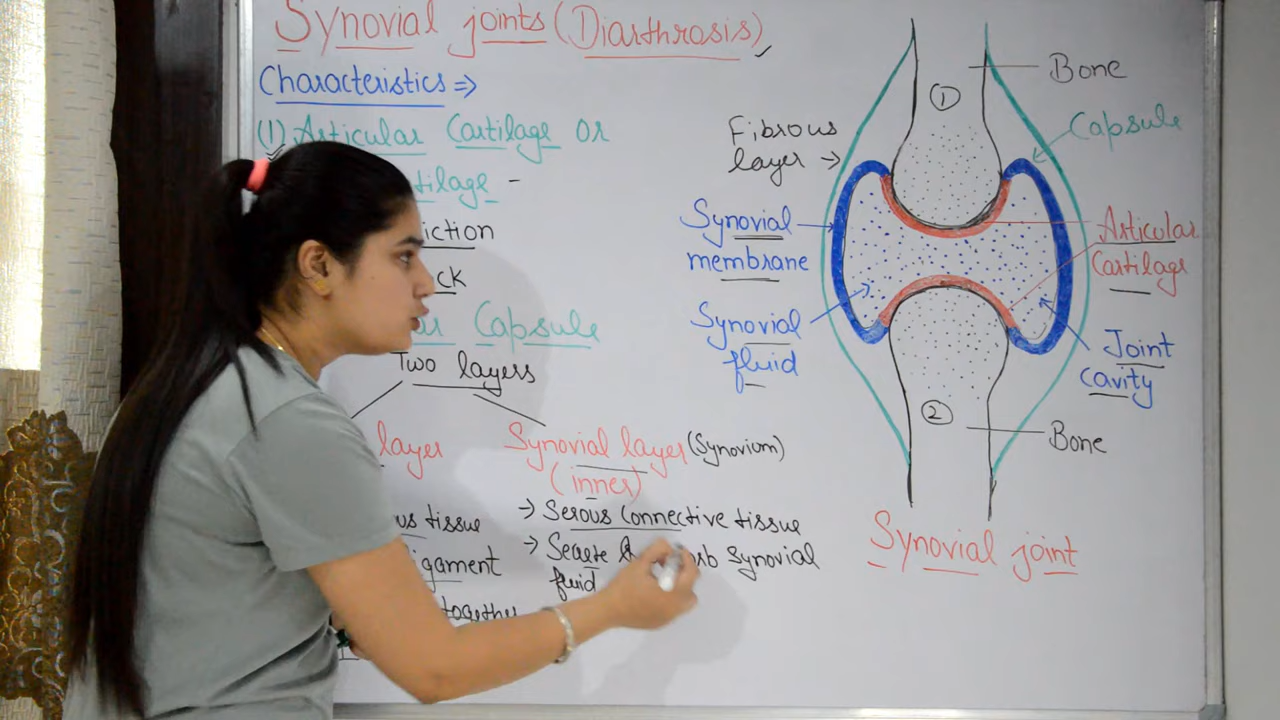 Synovial joints (Diarthrosis)
Characteristics ⇒
(1) Articular Cartilage or
tilage -
iction
ck
Capsule
Two layers
layer
Synovial layer (Synovium)
(inner)
us tissue
→ Serous Connective tissue
igament
→ Secrete & rb Synovial
fluid
together
① Bone
Capsule
Fibrous
layer →
Synovial
membrane
Articular
Cartilage
Synovial
fluid
Joint
Cavity
② Bone
Synovial joint